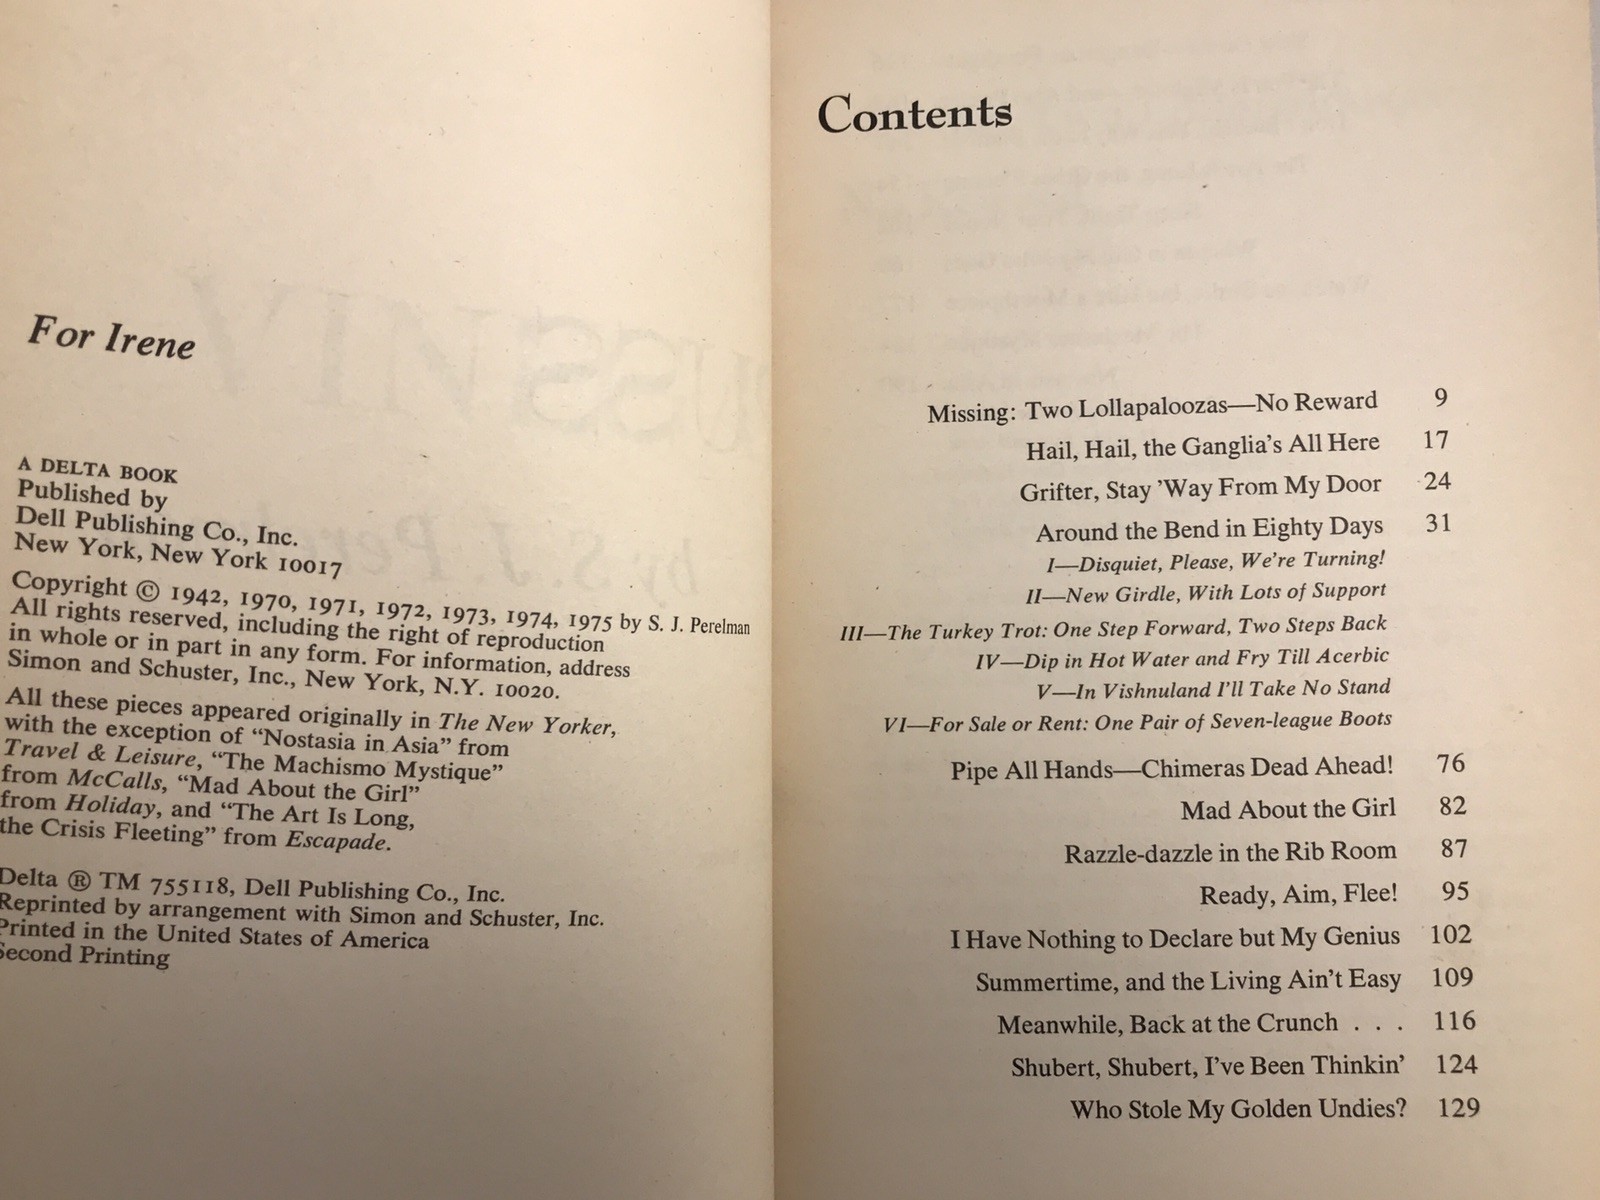 For Irene
A DELTA BOOK
Published by
Dell Publishing Co., Inc.
New York, New York 10017
Copyright © 1942, 1970, 1971, 1972, 1973, 1974, 1975 by S. J. Perelman
All rights reserved, including the right of reproduction
in whole or in part in any form. For information, address
Simon and Schuster, Inc., New York, N.Y. 10020.
All these pieces appeared originally in The New Yorker,
with the exception of “Nostasia in Asia” from
Travel & Leisure, “The Machismo Mystique”
from McCalls, “Mad About the Girl”
from Holiday, and “The Art Is Long,
the Crisis Fleeting” from Escapade.
Delta ® TM 755118, Dell Publishing Co., Inc.
Reprinted by arrangement with Simon and Schuster, Inc.
Printed in the United States of America
Second Printing
Contents
Missing: Two Lollapaloozas—No Reward 9
Hail, Hail, the Ganglia's All Here 17
Grifter, Stay 'Way From My Door 24
Around the Bend in Eighty Days 31
I—Disquiet, Please, We're Turning!
II—New Girdle, With Lots of Support
III—The Turkey Trot: One Step Forward, Two Steps Back
IV—Dip in Hot Water and Fry Till Acerbic
V—In Vishnuland I'll Take No Stand
VI—For Sale or Rent: One Pair of Seven-league Boots
Pipe All Hands—Chimeras Dead Ahead! 76
Mad About the Girl 82
Razzle-dazzle in the Rib Room 87
Ready, Aim, Flee! 95
I Have Nothing to Declare but My Genius 102
Summertime, and the Living Ain't Easy 109
Meanwhile, Back at the Crunch . . . 116
Shubert, Shubert, I've Been Thinkin' 124
Who Stole My Golden Undies? 129